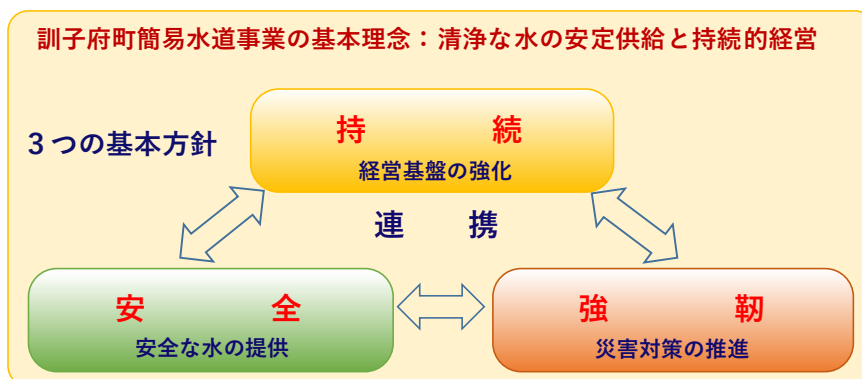 訓子府町簡易水道事業の基本理念：清浄な水の安定供給と持続的経営
３つの基本方針
持　　　続
経営基盤の強化
連　携
安　　　全
安全な水の提供
強　　　靭
災害対策の推進